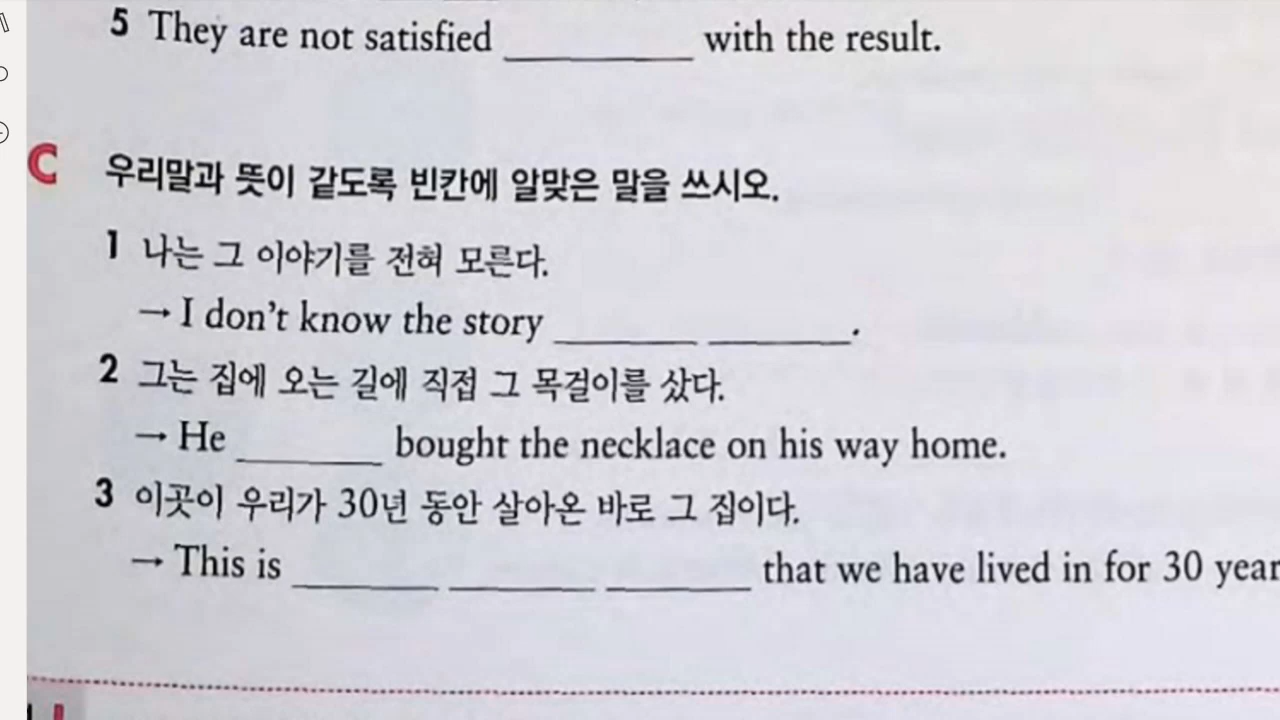 5 They are not satisfied ________ with the result.
C 우리말과 뜻이 같도록 빈칸에 알맞은 말을 쓰시오.
1 나는 그 이야기를 전혀 모른다.
→ I don't know the story ________ ________.
2 그는 집에 오는 길에 직접 그 목걸이를 샀다.
→ He ________ bought the necklace on his way home.
3 이곳이 우리가 30년 동안 살아온 바로 그 집이다.
→ This is ________ ________ ________ that we have lived in for 30 year